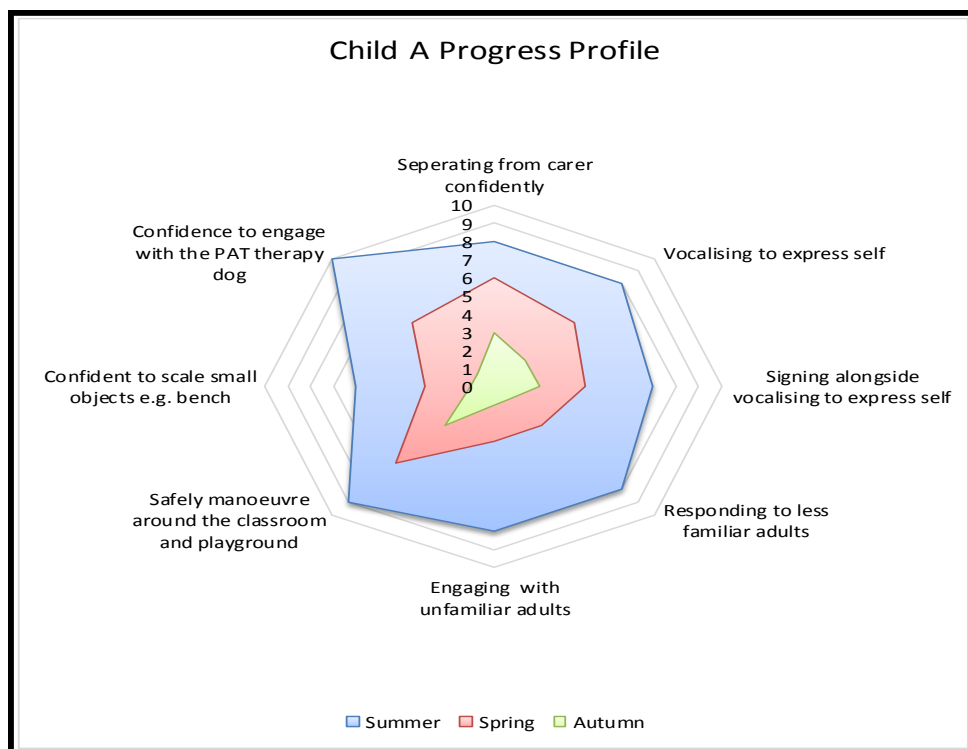 Child A Progress Profile
Seperating from carer
confidently
Vocalising to express self
Signing alongside
vocalising to express self
Responding to less
familiar adults
Engaging with
unfamiliar adults
Safely manoeuvre
around the classroom
and playground
Confident to scale small
objects e.g. bench
Confidence to engage
with the PAT therapy
dog
10
9
8
7
6
5
4
3
2
1
0
Summer Spring Autumn